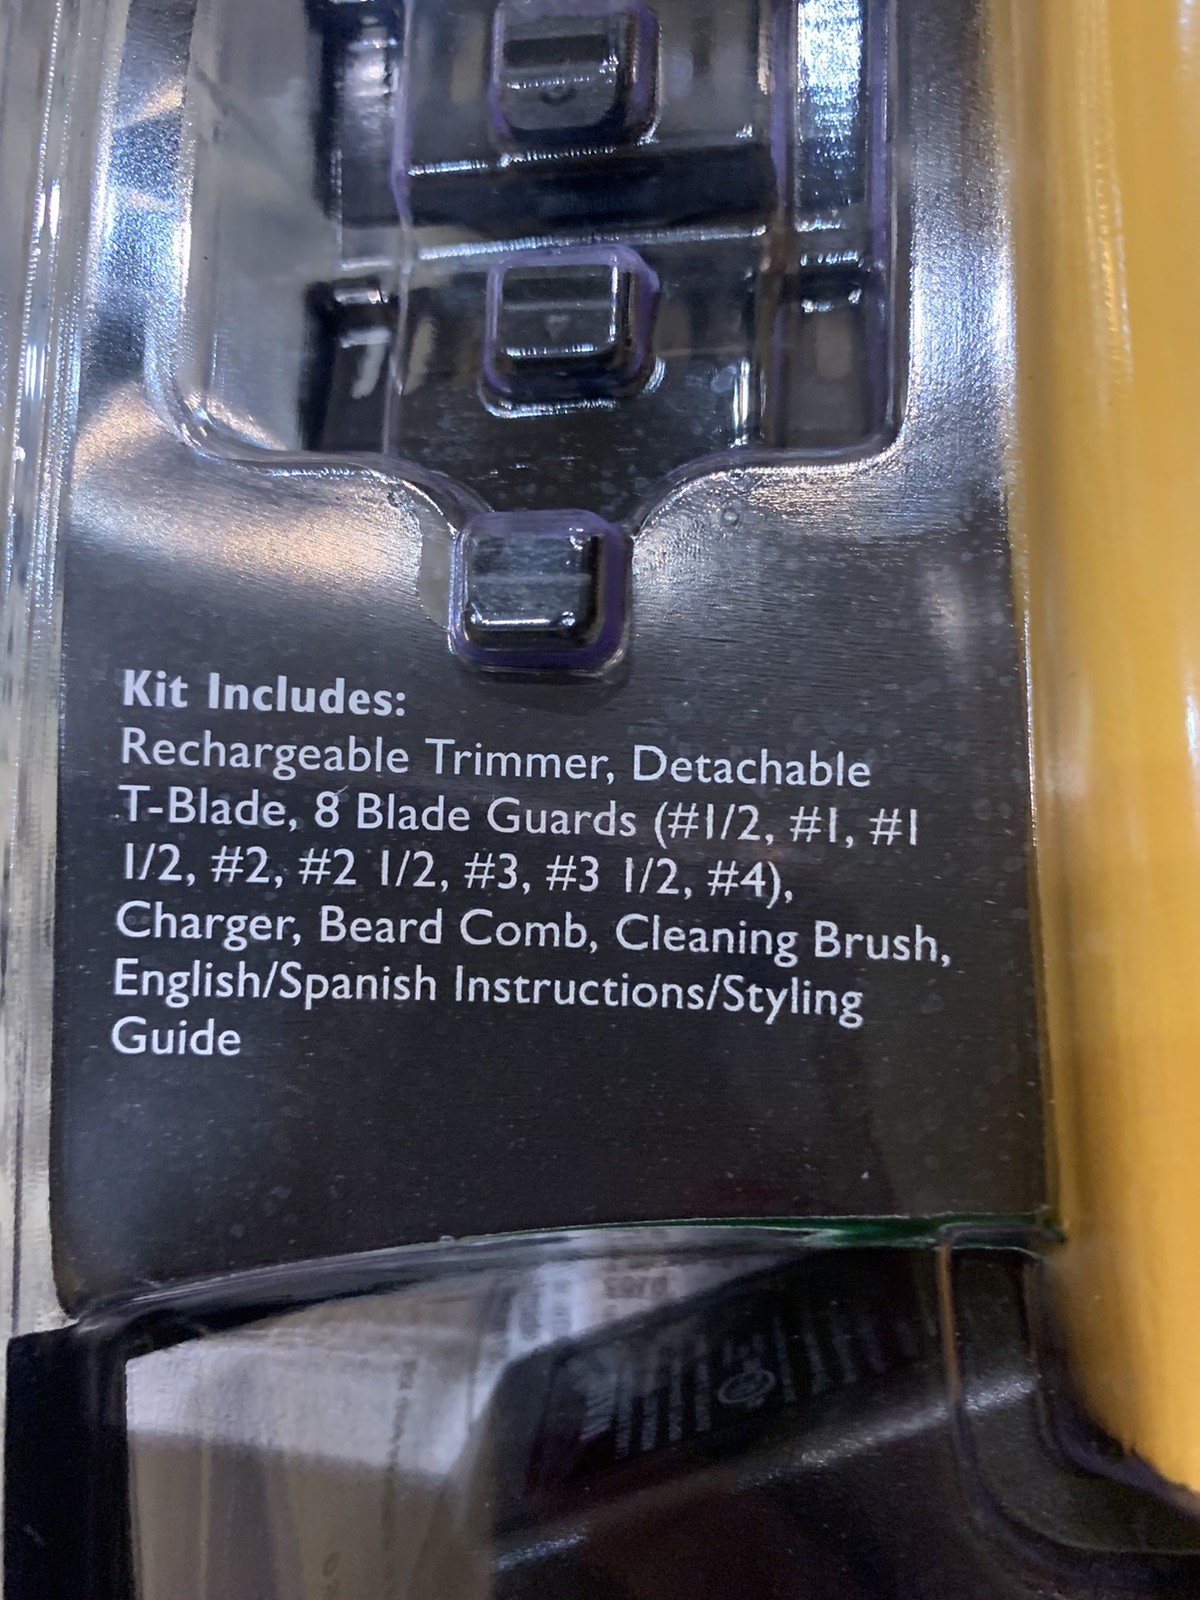 Kit Includes:
Rechargeable Trimmer, Detachable
T-Blade, 8 Blade Guards (#1/2, #1, #1
1/2, #2, #2 1/2, #3, #3 1/2, #4),
Charger, Beard Comb, Cleaning Brush,
English/Spanish Instructions/Styling
Guide